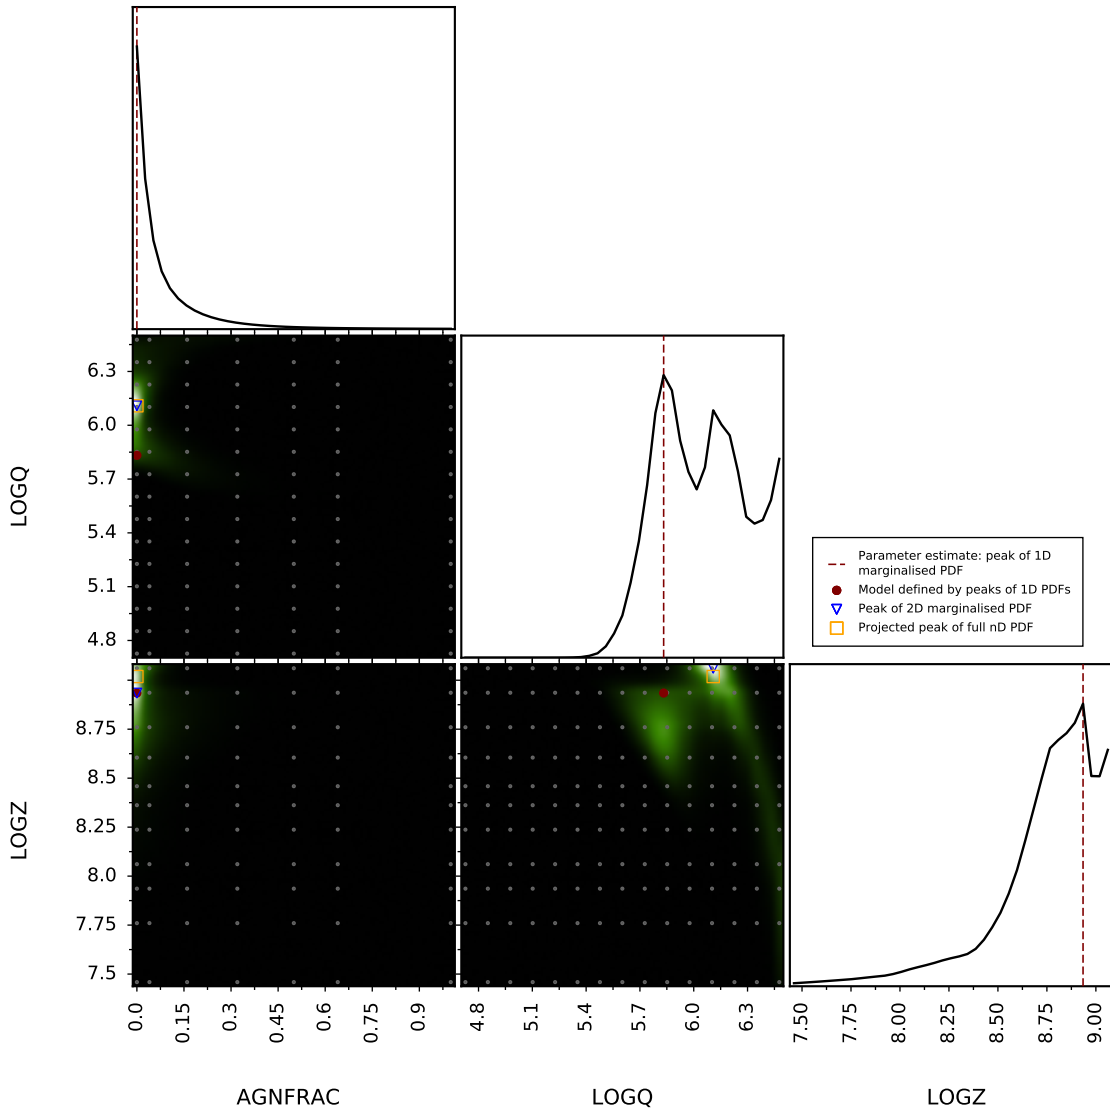 6.3
6.0
5.7
5.4
5.1
4.8
LOGQ
Parameter estimate: peak of 1D
marginalised PDF
Model defined by peaks of 1D PDFs
Peak of 2D marginalised PDF
Projected peak of full nD PDF
8.75
8.5
8.25
8.0
7.75
7.5
LOGZ
0.0 0.15 0.3 0.45 0.6 0.75 0.9
4.8 5.1 5.4 5.7 6.0 6.3
7.50 7.75 8.00 8.25 8.50 8.75 9.00
AGNFRAC LOGQ LOGZ